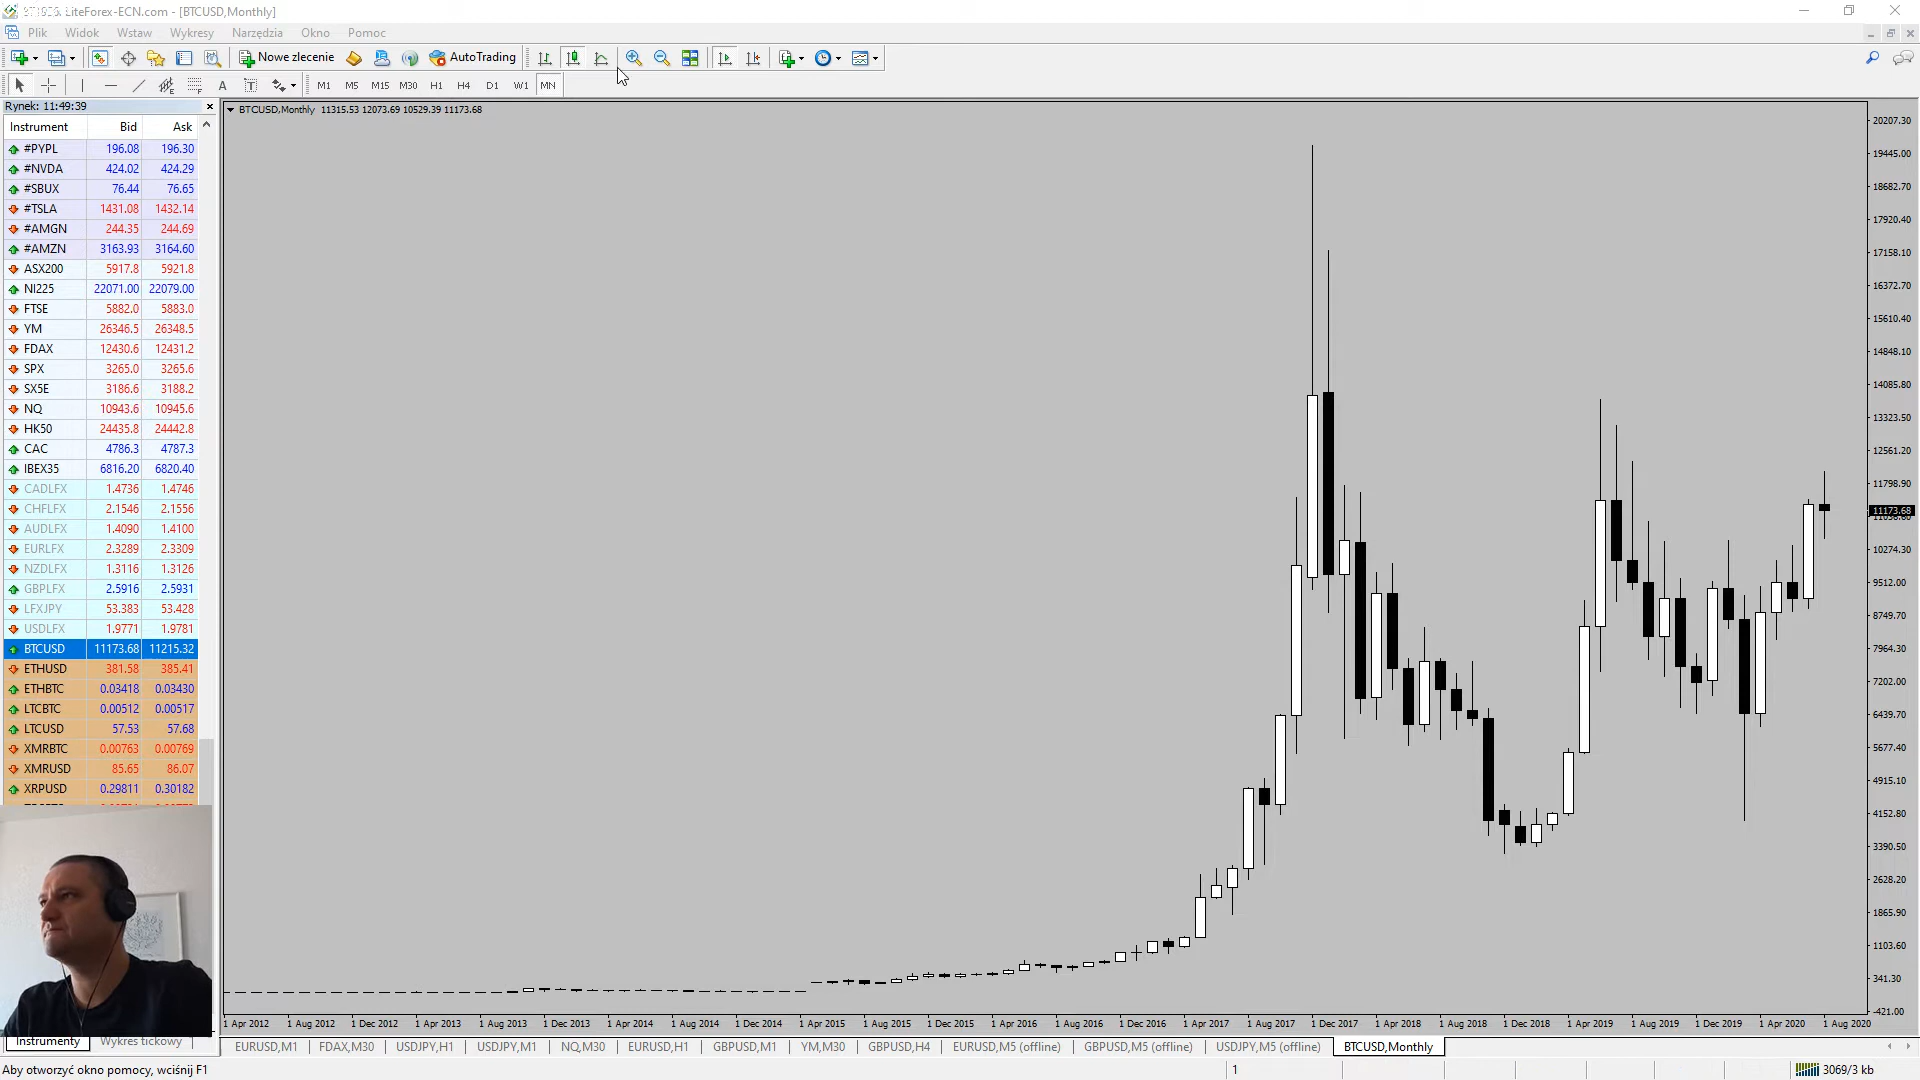 LiteForex-ECN.com - [BTCUSD,Monthly]
Plik Widok Wstaw Wykresy Narzędzia Okno Pomoc
Nowe zlecenie AutoTrading
A T M1 M5 M15 M30 H1 H4 D1 W1 MN
Rynek: 11:49:39
BTCUSD,Monthly 11315.53 12073.69 10529.39 11173.68
Instrument Bid Ask
#PYPL 196.08 196.30
#NVDA 424.02 424.29
#SBUX 76.44 76.65
#TSLA 1431.08 1432.14
#AMGN 244.35 244.69
#AMZN 3163.93 3164.60
ASX200 5917.8 5921.8
NI225 22071.00 22079.00
FTSE 5882.0 5883.0
YM 26346.5 26348.5
FDAX 12430.6 12431.2
SPX 3265.0 3265.6
SX5E 3186.6 3188.2
NQ 10943.6 10945.6
HK50 24435.8 24442.8
CAC 4786.3 4787.3
IBEX35 6816.20 6820.40
CADLFX 1.4736 1.4746
CHFLFX 2.1546 2.1556
AUDLFX 1.4090 1.4100
EURLFX 2.3289 2.3309
NZDLFX 1.3116 1.3126
GBPLFX 2.5916 2.5931
LFXJPY 53.383 53.428
USDLFX 1.9771 1.9781
BTCUSD 11173.68 11215.32
ETHUSD 381.58 385.41
ETHBTC 0.03418 0.03430
LTCBTC 0.00512 0.00517
LTCUSD 57.53 57.68
XMRBTC 0.00763 0.00769
XMRUSD 85.65 86.07
XRPUSD 0.29811 0.30182
20207.30
19445.00
18682.70
17920.40
17158.10
16372.70
15610.40
14848.10
14085.80
13323.50
12561.20
11798.90
11173.68
10274.30
9512.00
8749.70
7964.30
7202.00
6439.70
5677.40
4915.10
4152.80
3390.50
2628.20
1865.90
1103.60
341.30
-421.00
1 Apr 2012 1 Aug 2012 1 Dec 2012 1 Apr 2013 1 Aug 2013 1 Dec 2013 1 Apr 2014 1 Aug 2014 1 Dec 2014 1 Apr 2015 1 Aug 2015 1 Dec 2015 1 Apr 2016 1 Aug 2016 1 Dec 2016 1 Apr 2017 1 Aug 2017 1 Dec 2017 1 Apr 2018 1 Aug 2018 1 Dec 2018 1 Apr 2019 1 Aug 2019 1 Dec 2019 1 Apr 2020 1 Aug 2020
Instrumenty Wykres tickowy
EURUSD,M1 FDAX,M30 USDJPY,H1 USDJPY,M1 NQ,M30 EURUSD,H1 GBPUSD,M1 YM,M30 GBPUSD,H4 EURUSD,M5 (offline) GBPUSD,M5 (offline) USDJPY,M5 (offline) BTCUSD,Monthly
Aby otworzyć okno pomocy, wciśnij F1
1
3069/3 kb